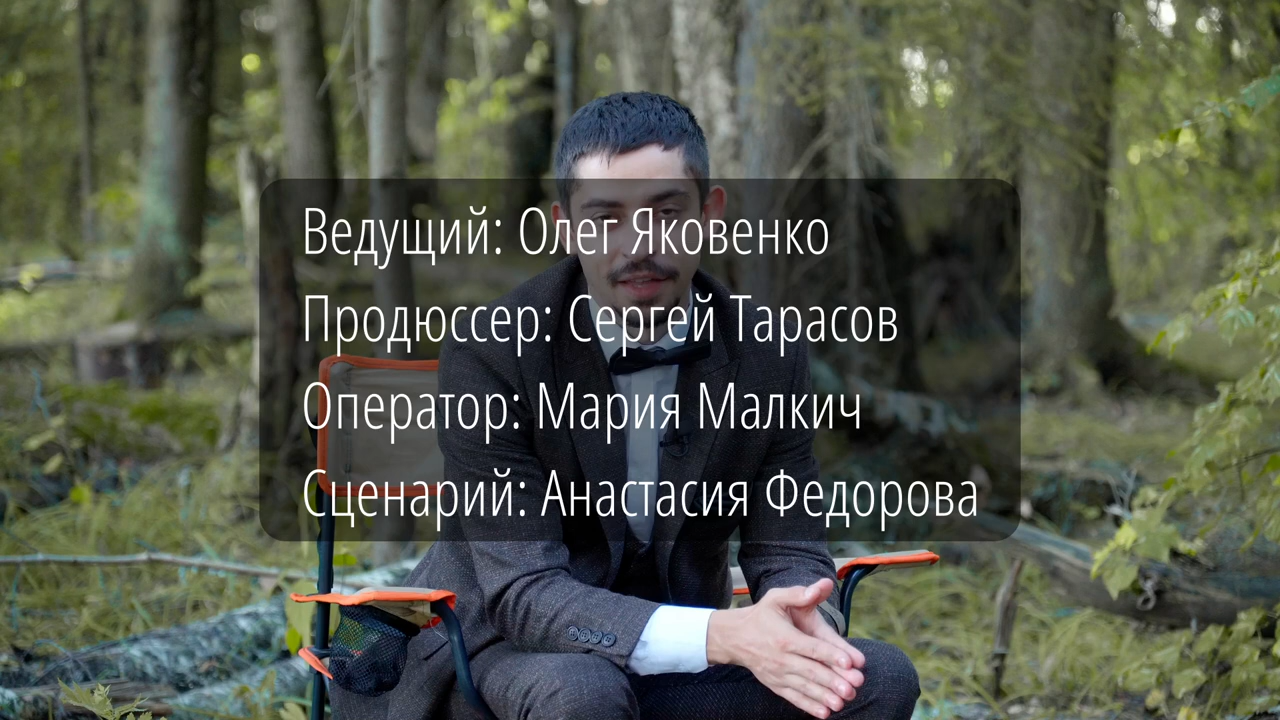 Ведущий: Олег Яковенко
Продюссер: Сергей Тарасов
Оператор: Мария Малкич
Сценарий: Анастасия Федорова